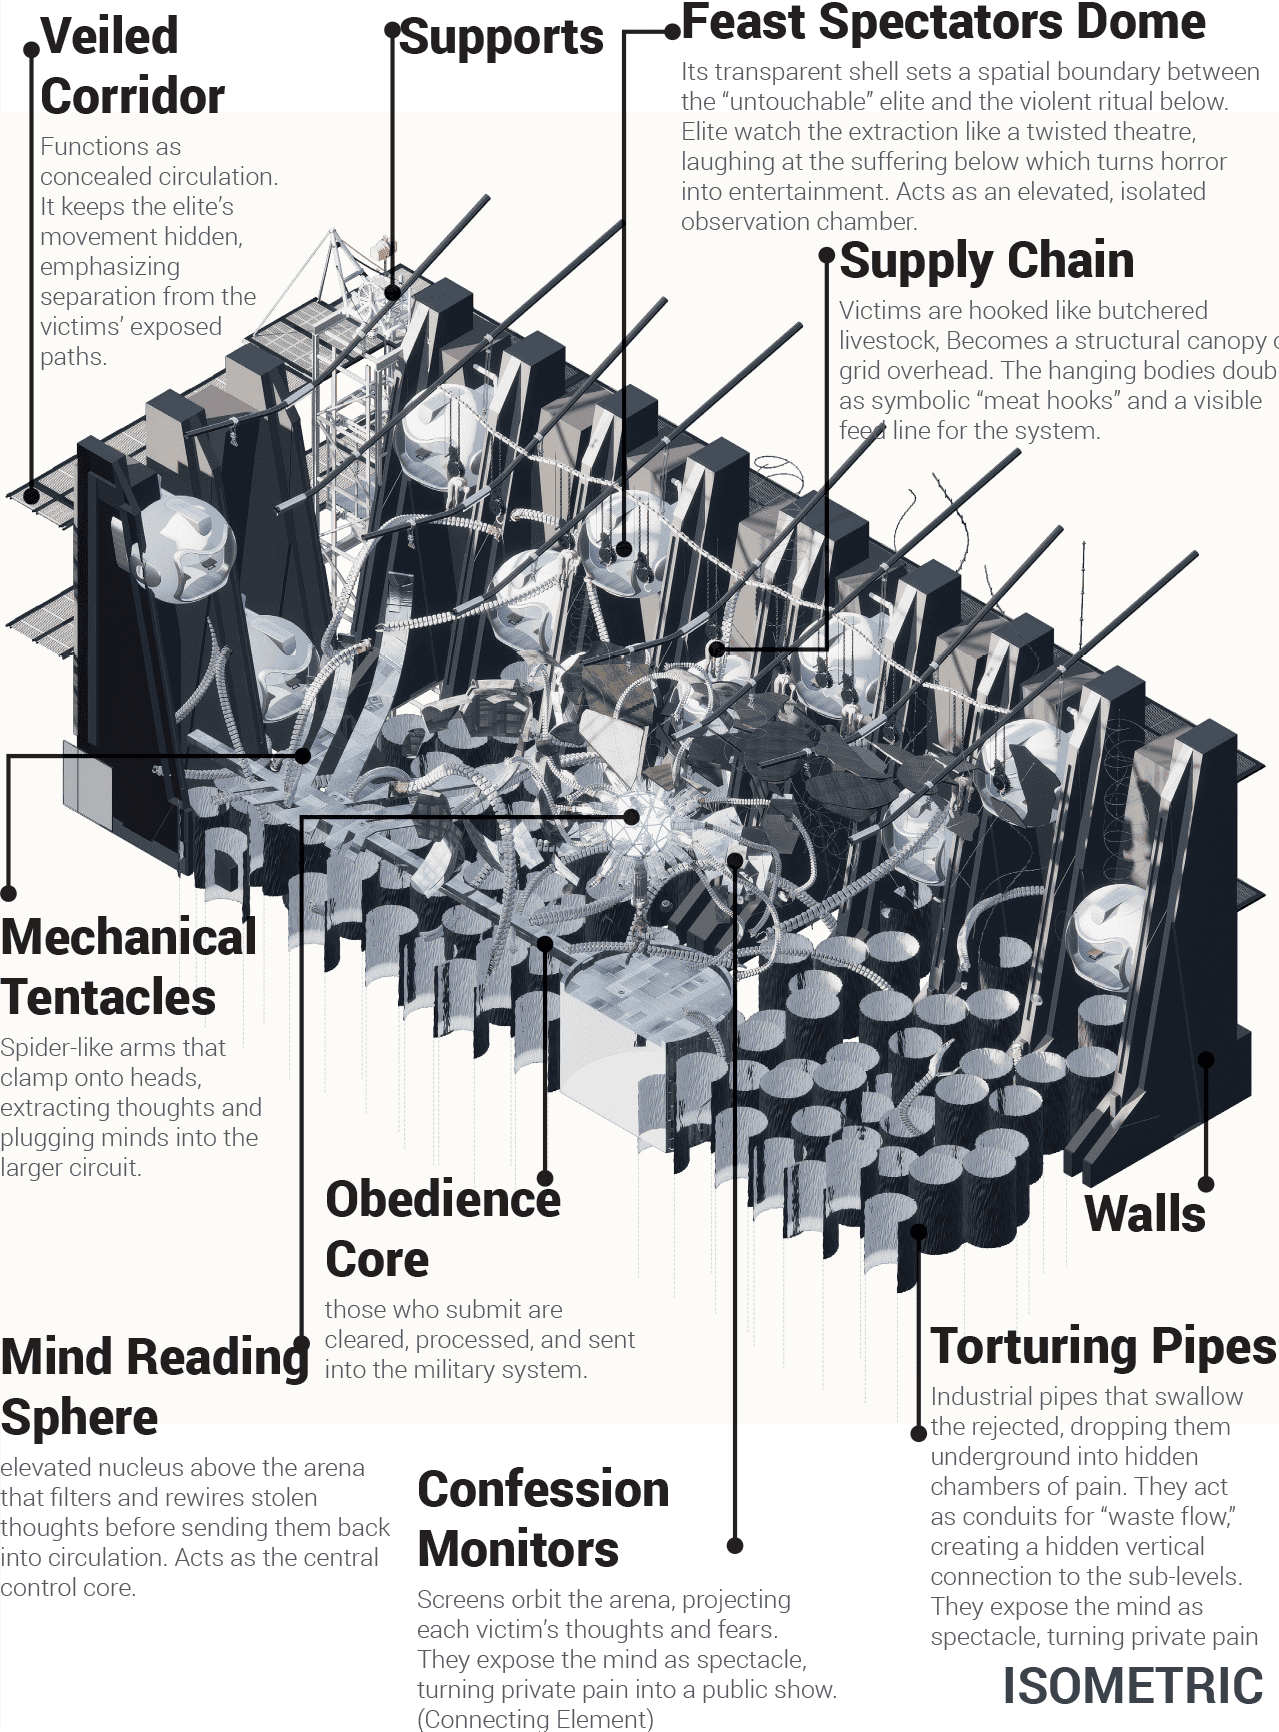 Veiled
Corridor
Functions as
concealed circulation.
It keeps the elite’s
movement hidden,
emphasizing
separation from the
victims’ exposed
paths.
Supports
Feast Spectators Dome
Its transparent shell sets a spatial boundary between
the “untouchable” elite and the violent ritual below.
Elite watch the extraction like a twisted theatre,
laughing at the suffering below which turns horror
into entertainment. Acts as an elevated, isolated
observation chamber.
Supply Chain
Victims are hooked like butchered
livestock, Becomes a structural canopy
grid overhead. The hanging bodies
as symbolic “meat hooks” and a visible
feed line for the system.
Mechanical
Tentacles
Spider-like arms that
clamp onto heads,
extracting thoughts and
plugging minds into the
larger circuit.
Obedience
Core
those who submit are
cleared, processed, and sent
into the military system.
Walls
Mind Reading
Sphere
elevated nucleus above the arena
that filters and rewires stolen
thoughts before sending them back
into circulation. Acts as the central
control core.
Confession
Monitors
Screens orbit the arena, projecting
each victim’s thoughts and fears.
They expose the mind as spectacle,
turning private pain into a public show.
(Connecting Element)
Torturing Pipes
Industrial pipes that swallow
the rejected, dropping them
underground into hidden
chambers of pain. They act
as conduits for “waste flow,”
creating a hidden vertical
connection to the sub-levels.
They expose the mind as
spectacle, turning private pain
ISOMETRIC